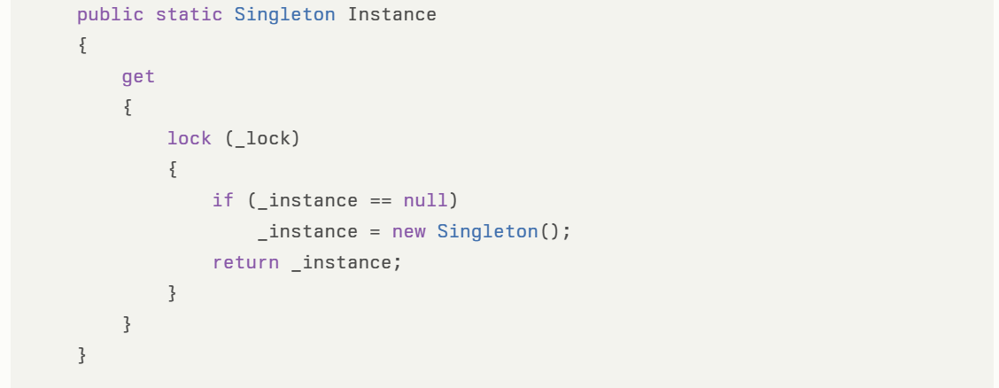 public static Singleton Instance
{
    get
    {
        lock (_lock)
        {
            if (_instance == null)
                _instance = new Singleton();
            return _instance;
        }
    }
}